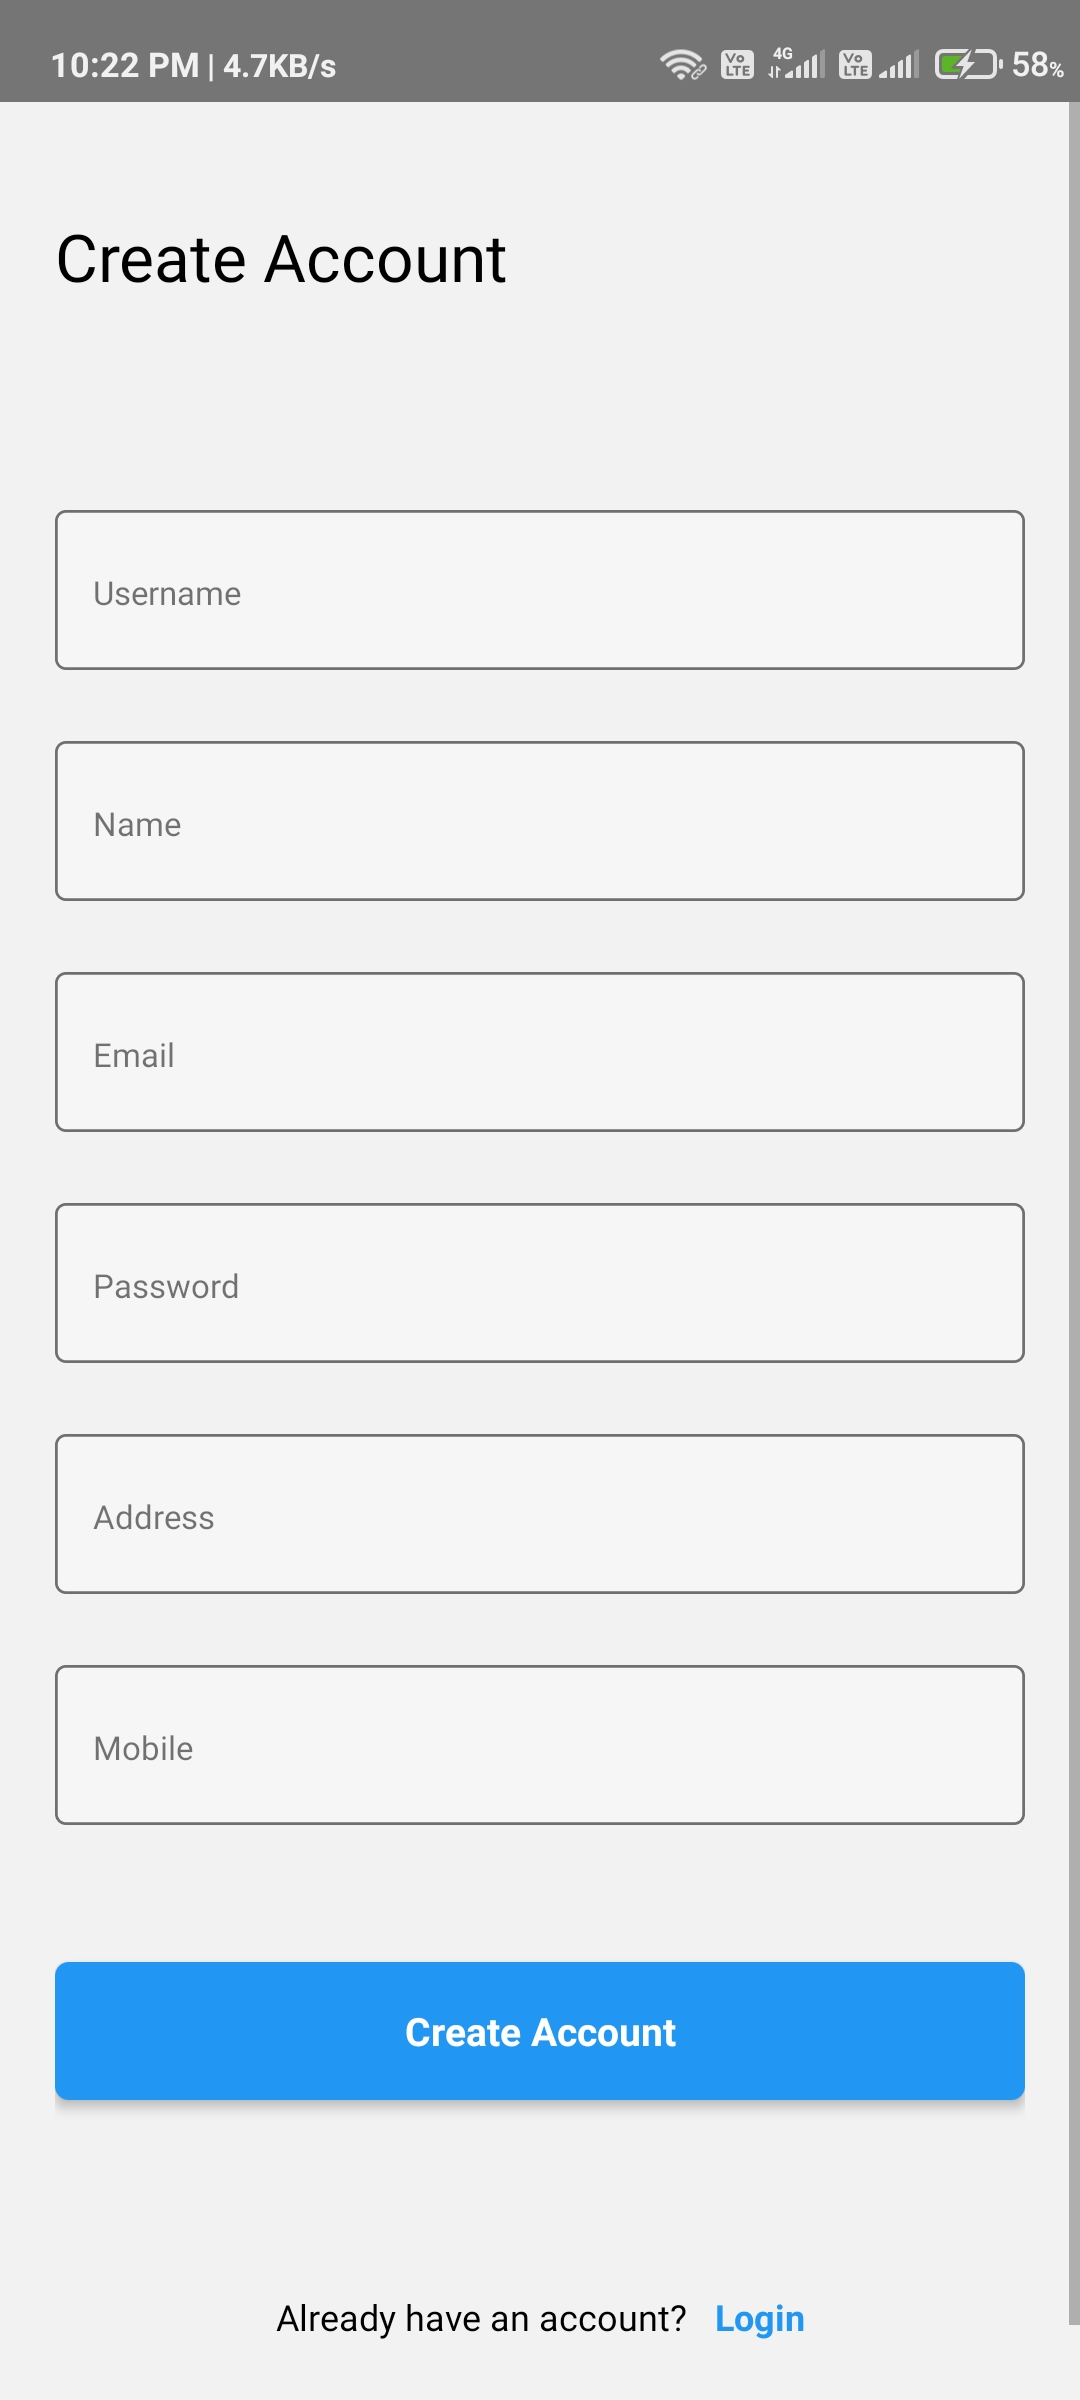 10:22 PM | 4.7KB/s Vo LTE 4G Vo LTE 58%
Create Account
Username
Name
Email
Password
Address
Mobile
Create Account
Already have an account? Login